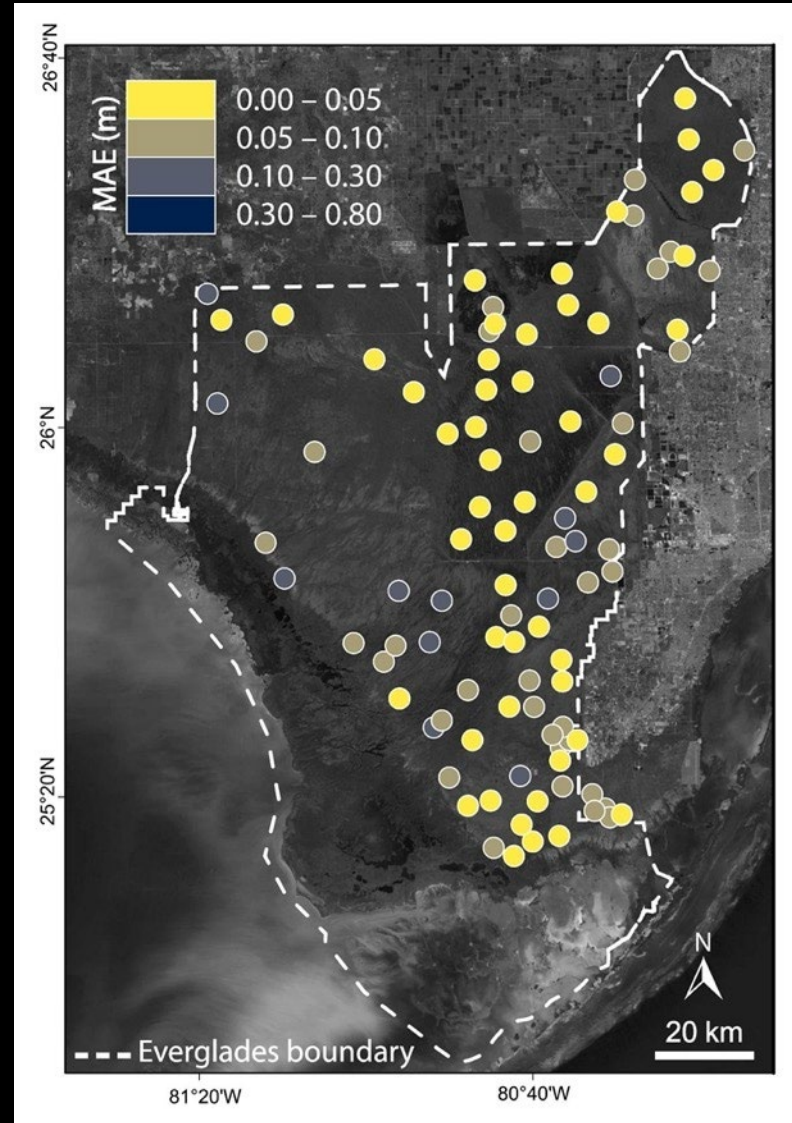 26°40'N
MAE (m)
0.00 – 0.05
0.05 – 0.10
0.10 – 0.30
0.30 – 0.80
26°N
25°20'N
N
20 km
Everglades boundary
81°20'W
80°40'W